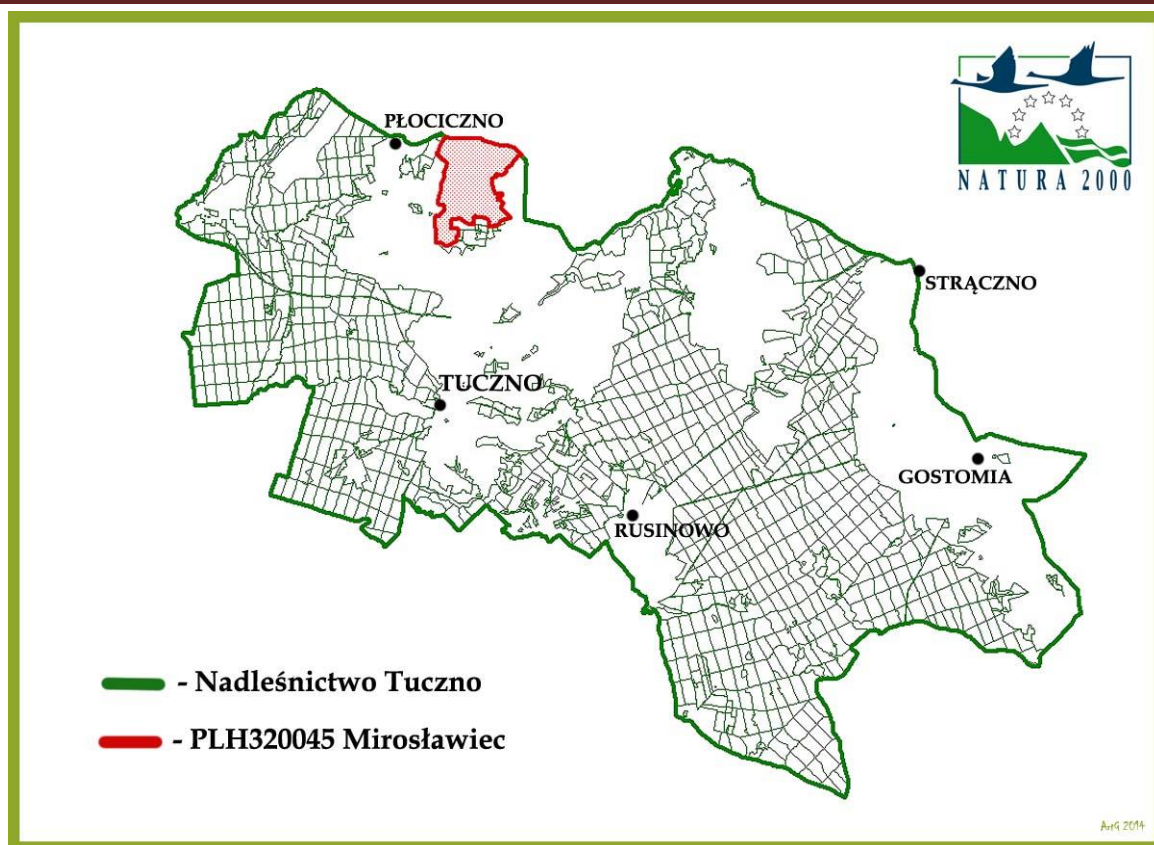 PŁOCICZNO
NATURA 2000
STRĄCZNO
TUCZNO
GOSTOMIA
RUSINOWO
- Nadleśnictwo Tuczno
- PLH320045 Mirosławiec
ArtG 2014